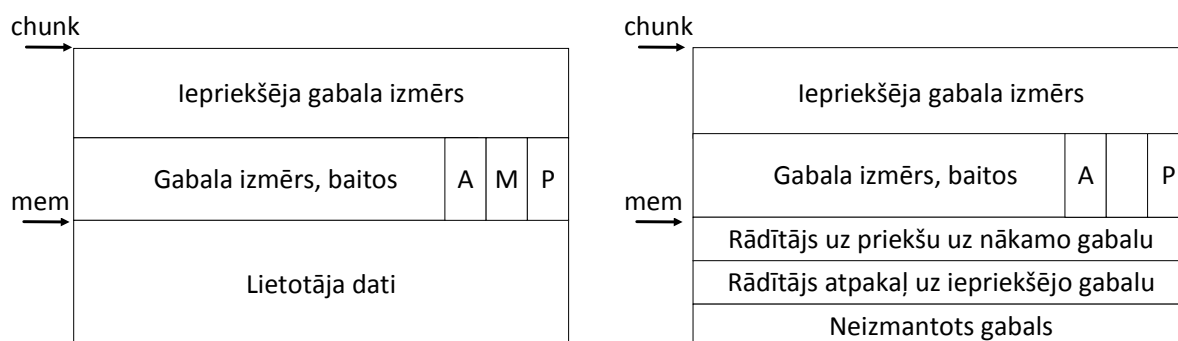 chunk
Iepriekšēja gabala izmērs
Gabala izmērs, baitos A M P
mem
Lietotāja dati
chunk
Iepriekšēja gabala izmērs
Gabala izmērs, baitos A P
mem
Rādītājs uz priekšu uz nākamo gabalu
Rādītājs atpakaļ uz iepriekšējo gabalu
Neizmantots gabals